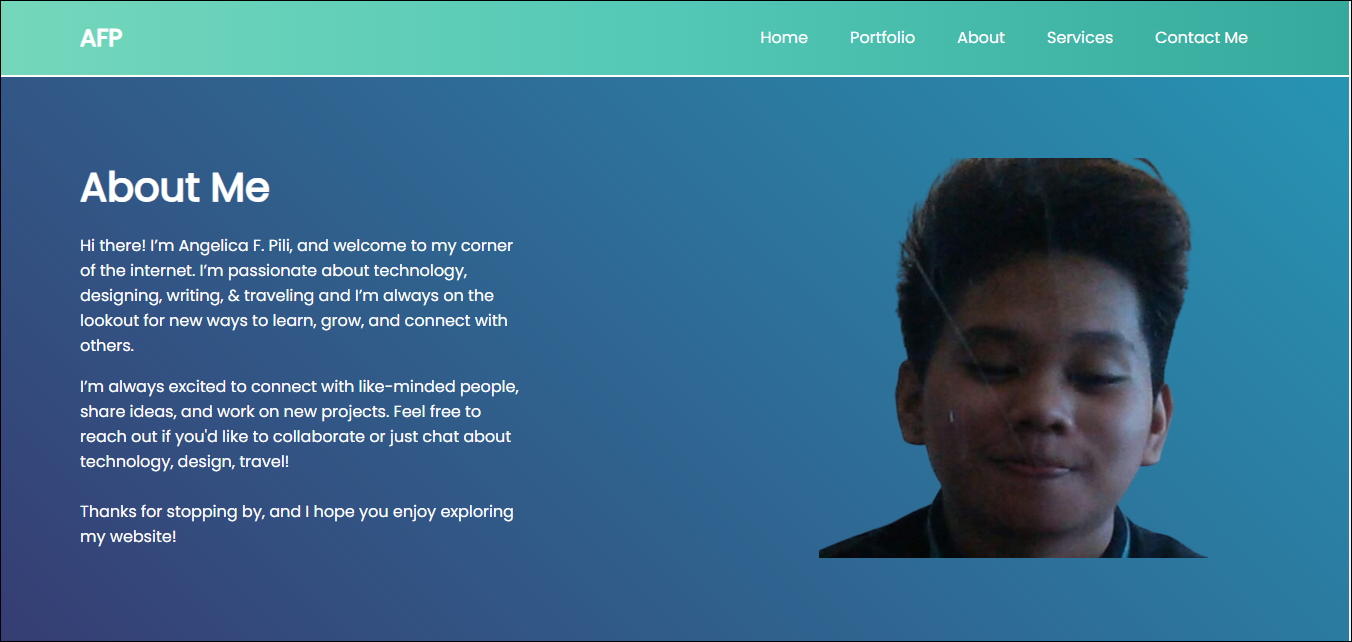 AFP
Home
Portfolio
About
Services
Contact Me
About Me
Hi there! I’m Angelica F. Pili, and welcome to my corner
of the internet. I’m passionate about technology,
designing, writing, & traveling and I’m always on the
lookout for new ways to learn, grow, and connect with
others.
I’m always excited to connect with like-minded people,
share ideas, and work on new projects. Feel free to
reach out if you'd like to collaborate or just chat about
technology, design, travel!
Thanks for stopping by, and I hope you enjoy exploring
my website!